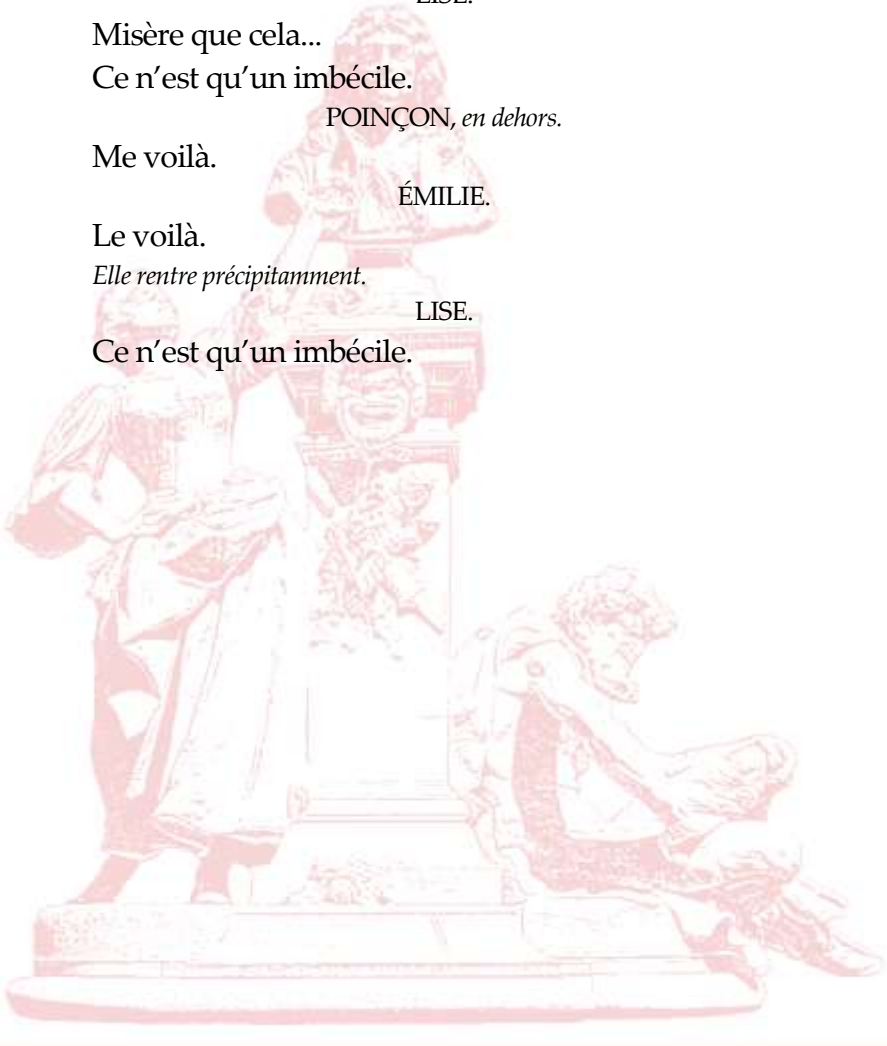 LISE.
Misère que cela...
Ce n’est qu’un imbécile.
POINÇON, en dehors.
Me voilà.
ÉMILIE.
Le voilà.
Elle rentre précipitamment.
LISE.
Ce n’est qu’un imbécile.